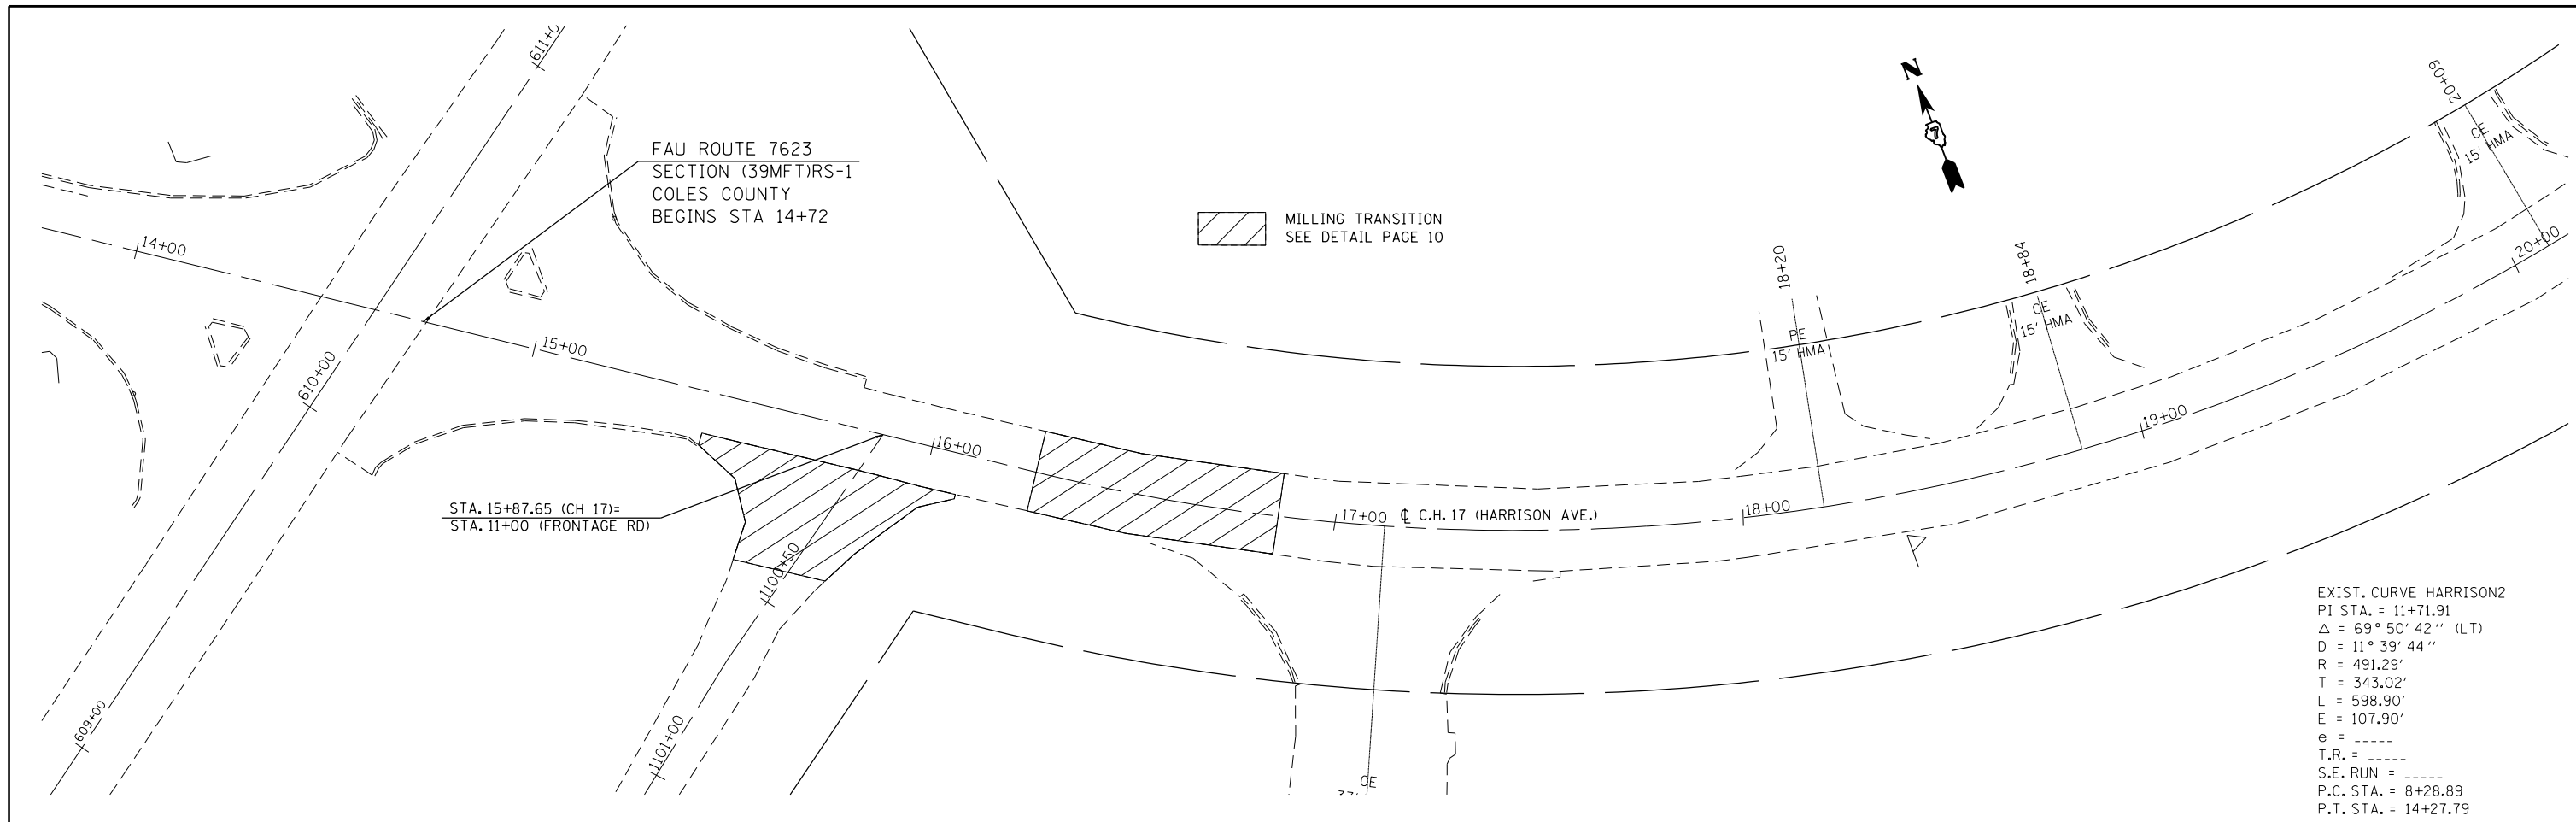 611+0
N
7
20+09
FAU ROUTE 7623
SECTION (39MFT)RS-1
COLES COUNTY
BEGINS STA 14+72
CE
15' HMA
MILLING TRANSITION
SEE DETAIL PAGE 10
14+00
18+20
18+84
20+00
CE
15' HMA
PE
15' HMA
15+00
610+00
19+00
16+00
STA. 15+87.65 (CH 17)=
STA. 11+00 (FRONTAGE RD)
17+00
℄ C.H. 17 (HARRISON AVE.)
18+00
1100+50
609+00
1101+00
CE
EXIST. CURVE HARRISON2
PI STA. = 11+71.91
Δ = 69° 50' 42" (LT)
D = 11° 39' 44"
R = 491.29'
T = 343.02'
L = 598.90'
E = 107.90'
e = _____
T.R. = _____
S.E. RUN = _____
P.C. STA. = 8+28.89
P.T. STA. = 14+27.79